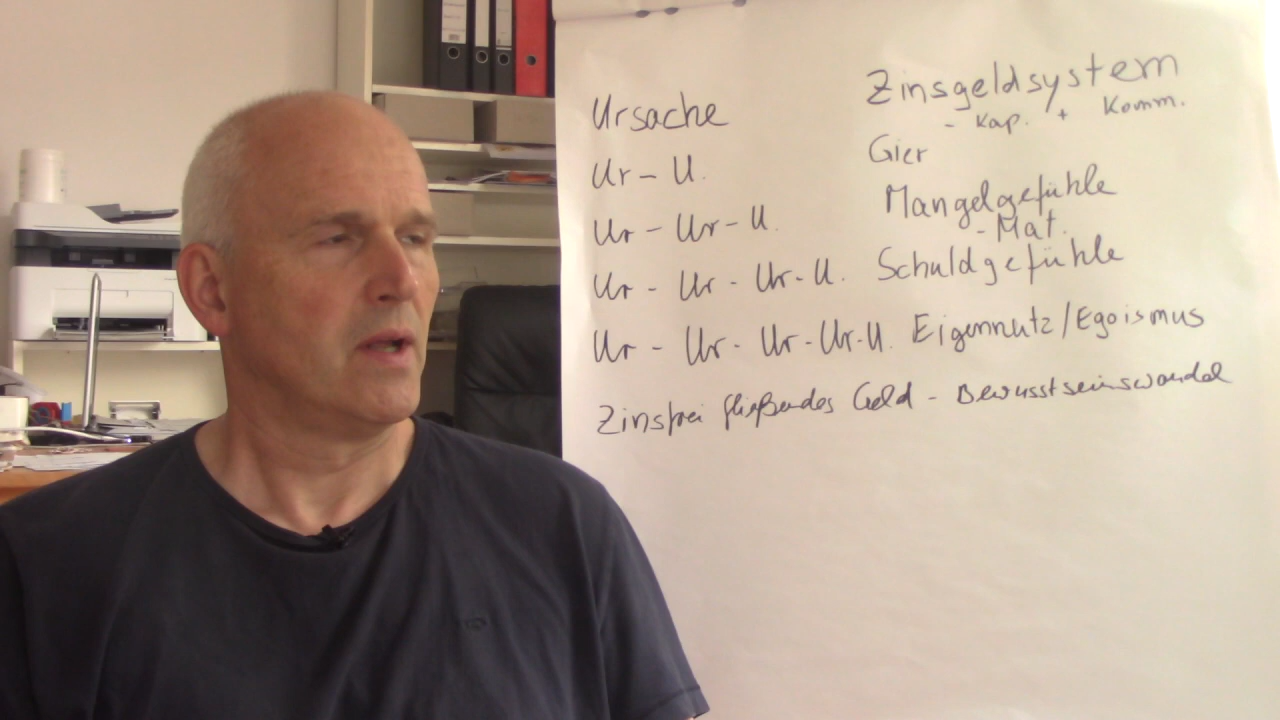 Ursache Zinsgeldsystem
- Kap. + Komm.
Ur - U. Gier
Ur - Ur - U. Mangelgefühle
- Mat.
Ur - Ur - Ur - U. Schuldgefühle
Ur - Ur - Ur - Ur - U. Eigennutz/Egoismus
Zinsfrei fließendes Geld - Bewusstseinswandel